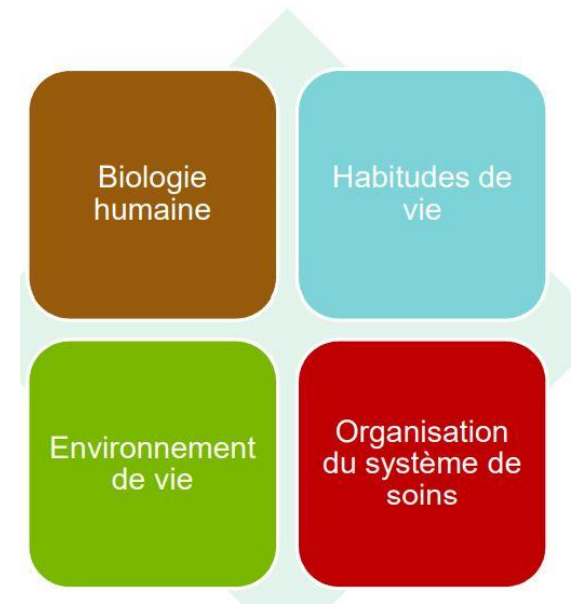 Biologie
humaine
Habitudes de
vie
Environnement
de vie
Organisation
du système de
soins